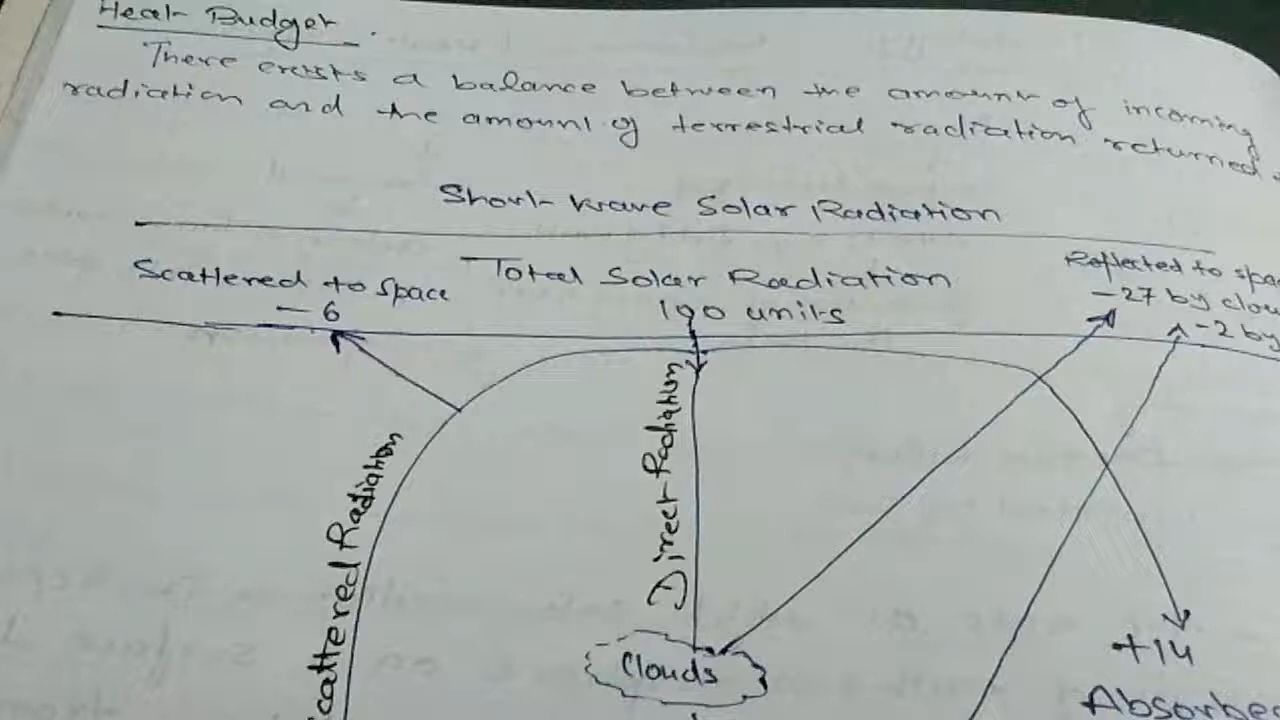 Heat Budget.
There exists a balance between the amount of incoming
radiation and the amount of terrestrial radiation returned.
Short-wave Solar Radiation
Scattered to space
- 6
Total Solar Radiation
100 units
Reflected to spac
-27 by clou
-2 by
Scattered Radiation
Direct Radiation
Clouds
+14
Absorbe